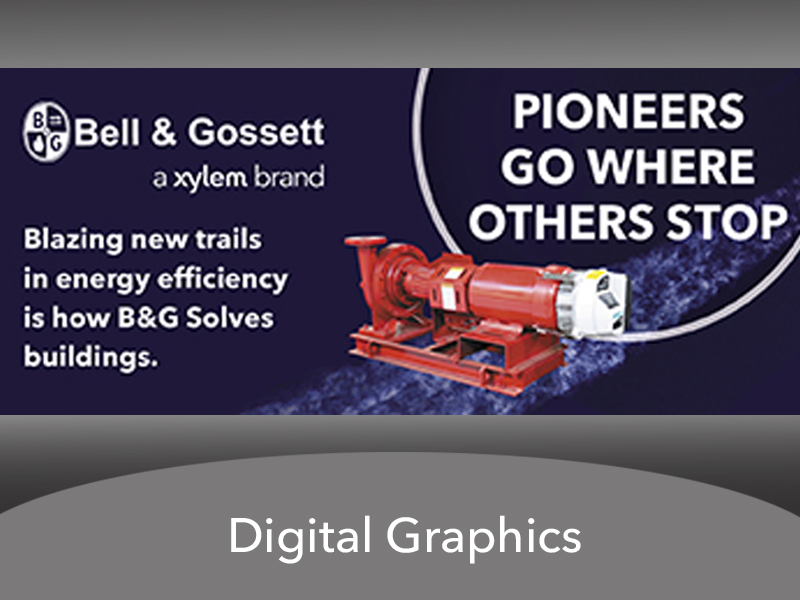 B
G
Bell & Gossett
a xylem brand
Blazing new trails
in energy efficiency
is how B&G Solves
buildings.
PIONEERS
GO WHERE
OTHERS STOP
Digital Graphics